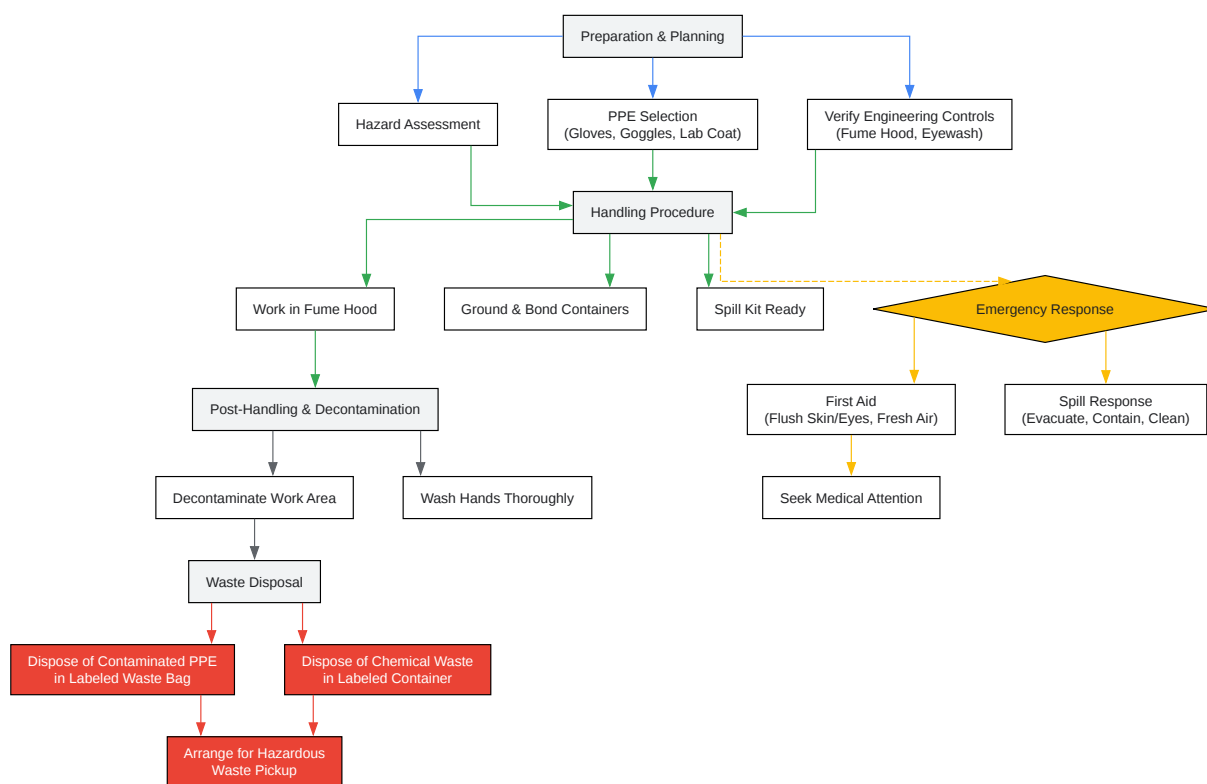 Preparation & Planning
Hazard Assessment
PPE Selection
(Gloves, Goggles, Lab Coat)
Verify Engineering Controls
(Fume Hood, Eyewash)
Handling Procedure
Work in Fume Hood
Ground & Bond Containers
Spill Kit Ready
Emergency Response
Post-Handling & Decontamination
First Aid
(Flush Skin/Eyes, Fresh Air)
Spill Response
(Evacuate, Contain, Clean)
Decontaminate Work Area
Wash Hands Thoroughly
Seek Medical Attention
Waste Disposal
Dispose of Contaminated PPE
in Labeled Waste Bag
Dispose of Chemical Waste
in Labeled Container
Arrange for Hazardous
Waste Pickup